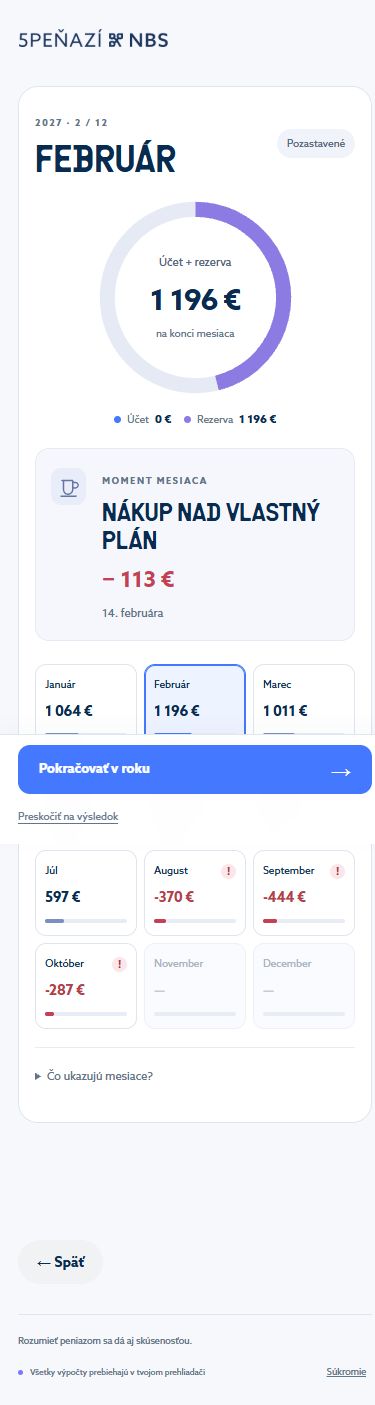 5PEŇAZÍ NBS
2027 · 2 / 12
FEBRUÁR
Pozastavené
Účet + rezerva
1 196 €
na konci mesiaca
Účet 0 € Rezerva 1 196 €
MOMENT MESIACA
NÁKUP NAD VLASTNÝ
PLÁN
− 113 €
14. februára
Január Február Marec
1 064 € 1 196 € 1 011 €
Pokračovať v roku →
Preskočiť na výsledok
Júl August ! September !
597 € -370 € -444 €
Október ! November December
-287 € — —
Čo ukazujú mesiace?
← Späť
Rozumieť peniazom sa dá aj skúsenosťou.
Všetky výpočty prebiehajú v tvojom prehliadači Súkromie